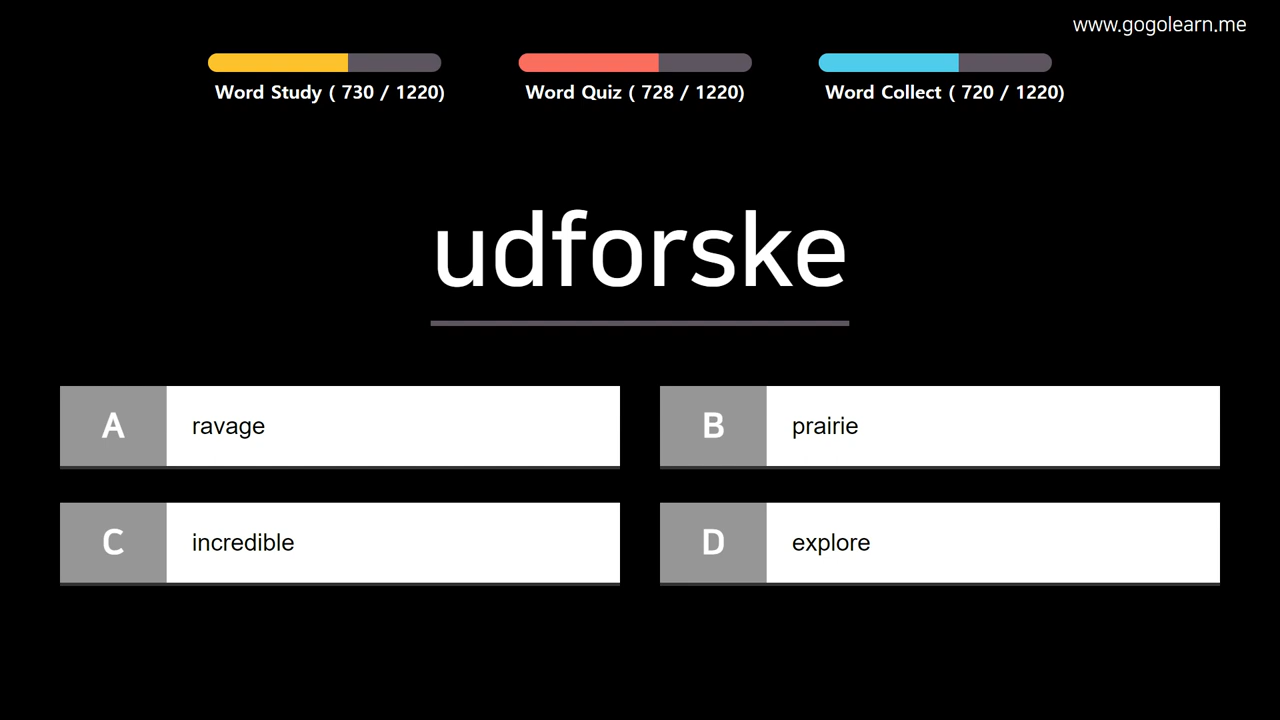 www.gogolearn.me
Word Study ( 730 / 1220)
Word Quiz ( 728 / 1220)
Word Collect ( 720 / 1220)
udforske
A ravage
B prairie
C incredible
D explore